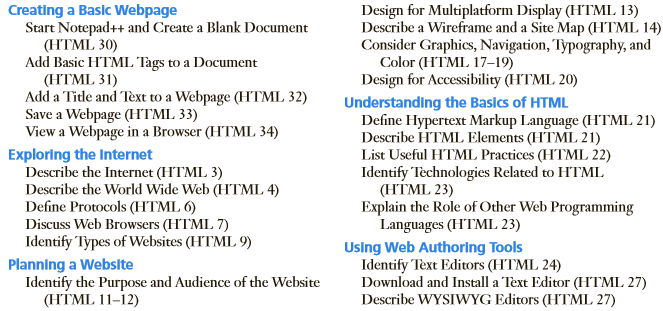 Creating a Basic Webpage
Start Notepad++ and Create a Blank Document
(HTML 30)
Add Basic HTML Tags to a Document
(HTML 31)
Add a Title and Text to a Webpage (HTML 32)
Save a Webpage (HTML 33)
View a Webpage in a Browser (HTML 34)
Exploring the Internet
Describe the Internet (HTML 3)
Describe the World Wide Web (HTML 4)
Define Protocols (HTML 6)
Discuss Web Browsers (HTML 7)
Identify Types of Websites (HTML 9)
Planning a Website
Identify the Purpose and Audience of the Website
(HTML 11–12)
Design for Multiplatform Display (HTML 13)
Describe a Wireframe and a Site Map (HTML 14)
Consider Graphics, Navigation, Typography, and
Color (HTML 17–19)
Design for Accessibility (HTML 20)
Understanding the Basics of HTML
Define Hypertext Markup Language (HTML 21)
Describe HTML Elements (HTML 21)
List Useful HTML Practices (HTML 22)
Identify Technologies Related to HTML
(HTML 23)
Explain the Role of Other Web Programming
Languages (HTML 23)
Using Web Authoring Tools
Identify Text Editors (HTML 24)
Download and Install a Text Editor (HTML 27)
Describe WYSIWYG Editors (HTML 27)